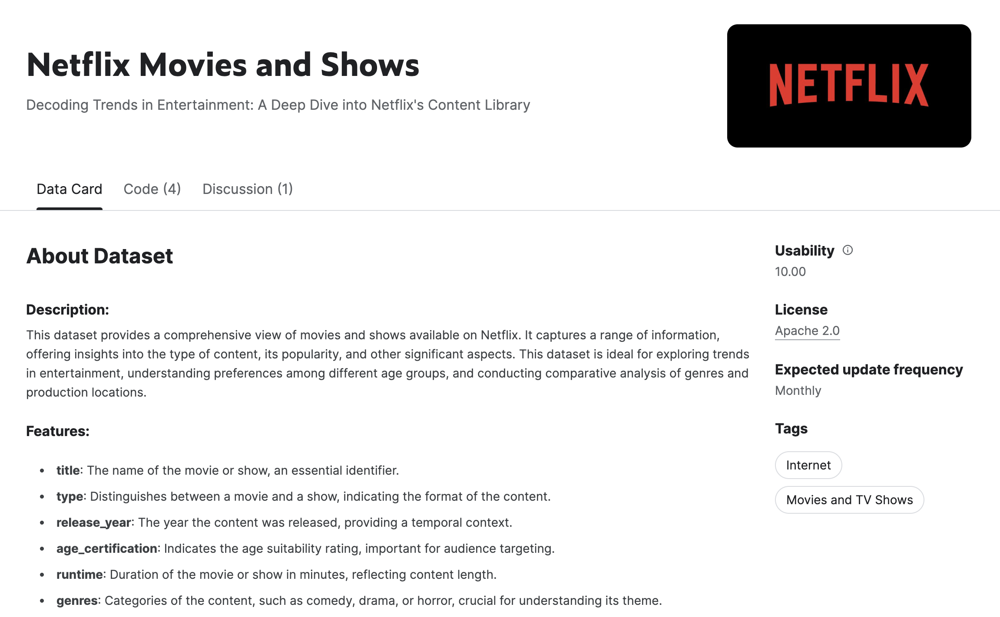 Netflix Movies and Shows
Decoding Trends in Entertainment: A Deep Dive into Netflix's Content Library
NETFLIX
Data Card
Code (4)
Discussion (1)
About Dataset
Description:
This dataset provides a comprehensive view of movies and shows available on Netflix. It captures a range of information,
offering insights into the type of content, its popularity, and other significant aspects. This dataset is ideal for exploring trends
in entertainment, understanding preferences among different age groups, and conducting comparative analysis of genres and
production locations.
Features:
• title: The name of the movie or show, an essential identifier.
• type: Distinguishes between a movie and a show, indicating the format of the content.
• release_year: The year the content was released, providing a temporal context.
• age_certification: Indicates the age suitability rating, important for audience targeting.
• runtime: Duration of the movie or show in minutes, reflecting content length.
• genres: Categories of the content, such as comedy, drama, or horror, crucial for understanding its theme.
Usability
10.00
License
Apache 2.0
Expected update frequency
Monthly
Tags
Internet
Movies and TV Shows